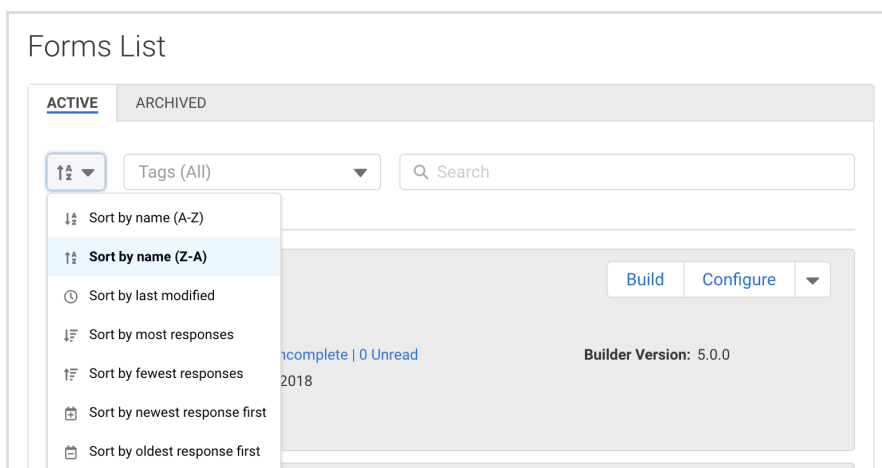 Forms List
ACTIVE ARCHIVED
Tags (All) Search
Sort by name (A-Z)
Sort by name (Z-A)
Build Configure
Sort by last modified
Sort by most responses
| 0 Unread Builder Version: 5.0.0
Sort by fewest responses
2018
Sort by newest response first
Sort by oldest response first